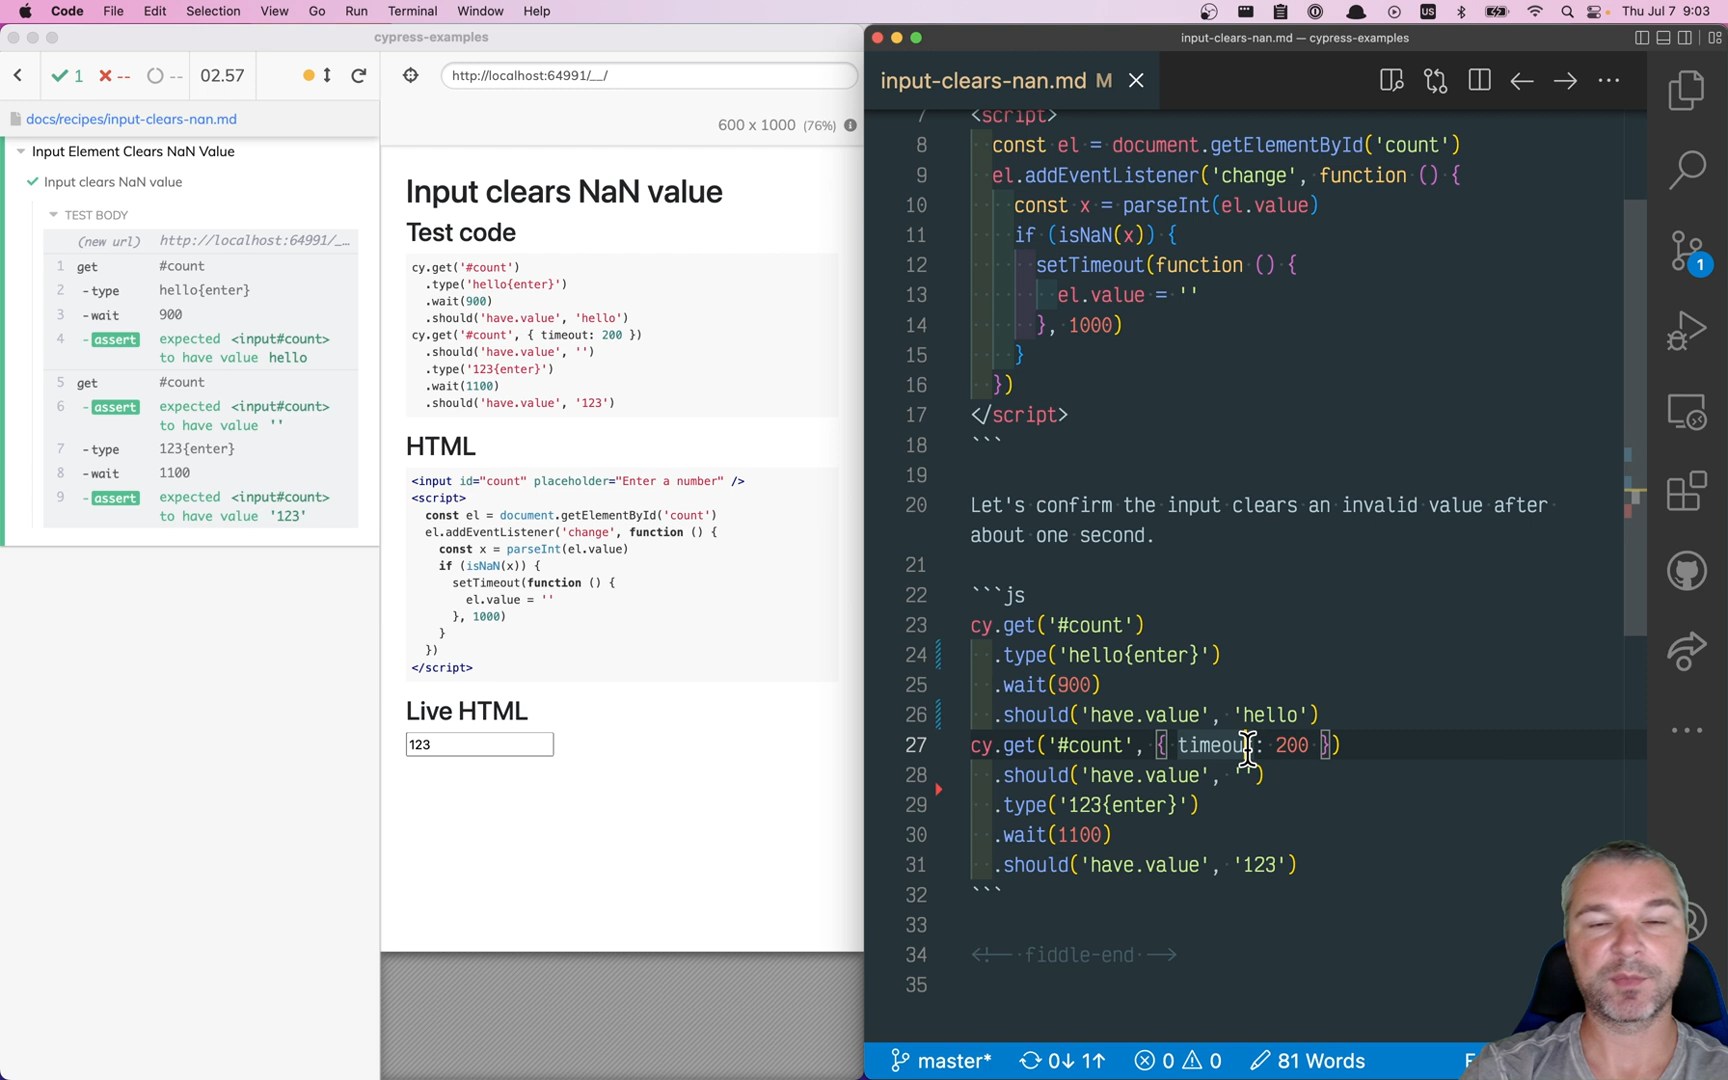 Code File Edit Selection View Go Run Terminal Window Help
US
Thu Jul 7 9:03
cypress-examples
1 -- -- 02.57
http://localhost:64991/__/
docs/recipes/input-clears-nan.md
600 x 1000 (76%)
Input Element Clears NaN Value
Input clears NaN value
TEST BODY
(new url) http://localhost:64991/_…
1 get #count
2 -type hello{enter}
3 -wait 900
4 -assert expected <input#count>
to have value hello
5 get #count
6 -assert expected <input#count>
to have value ''
7 -type 123{enter}
8 -wait 1100
9 -assert expected <input#count>
to have value '123'
Input clears NaN value
Test code
cy.get('#count')
.type('hello{enter}')
.wait(900)
.should('have.value', 'hello')
cy.get('#count', { timeout: 200 })
.should('have.value', '')
.type('123{enter}')
.wait(1100)
.should('have.value', '123')
HTML
<input id="count" placeholder="Enter a number" />
<script>
const el = document.getElementById('count')
el.addEventListener('change', function () {
const x = parseInt(el.value)
if (isNaN(x)) {
setTimeout(function () {
el.value = ''
}, 1000)
}
})
</script>
Live HTML
123
input-clears-nan.md — cypress-examples
input-clears-nan.md M
7 <script>
8 const el = document.getElementById('count')
9 el.addEventListener('change', function () {
10 const x = parseInt(el.value)
11 if (isNaN(x)) {
12 setTimeout(function () {
13 el.value = ''
14 }, 1000)
15 }
16 })
17 </script>
18 ```
19
20 Let's confirm the input clears an invalid value after
about one second.
21
22 ```js
23 cy.get('#count')
24 .type('hello{enter}')
25 .wait(900)
26 .should('have.value', 'hello')
27 cy.get('#count', { timeout: 200 })
28 .should('have.value', '')
29 .type('123{enter}')
30 .wait(1100)
31 .should('have.value', '123')
32 ```
33
34 <!-- fiddle-end -->
35
1
master* 0↓ 1↑ 0 0 81 Words